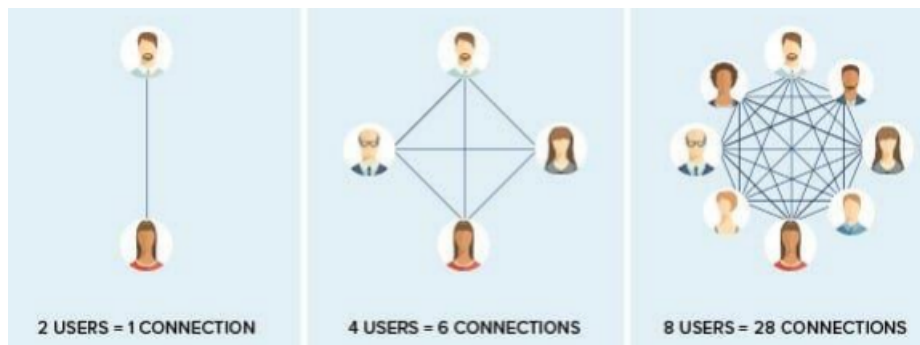 2 USERS = 1 CONNECTION
4 USERS = 6 CONNECTIONS
8 USERS = 28 CONNECTIONS